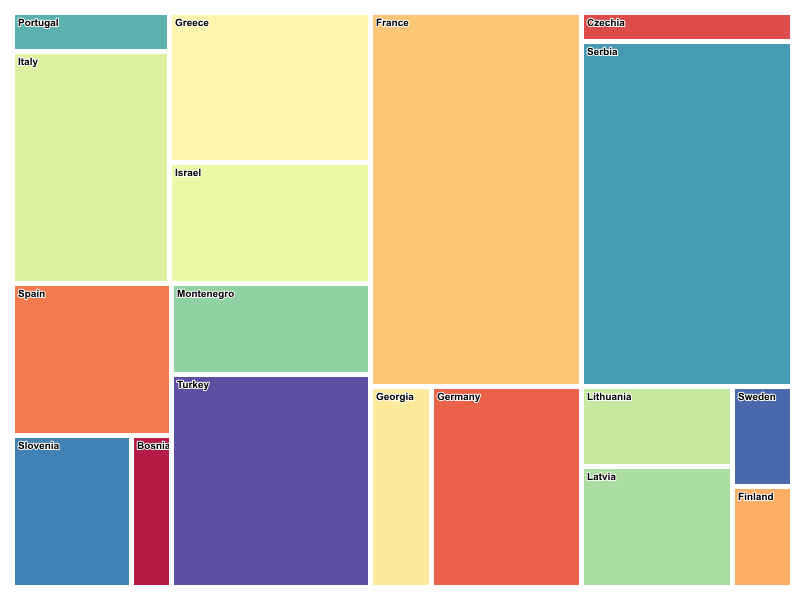 Portugal
Greece
France
Czechia
Serbia
Italy
Israel
Spain
Montenegro
Turkey
Georgia
Germany
Lithuania
Sweden
Slovenia
Bosnia
Latvia
Finland